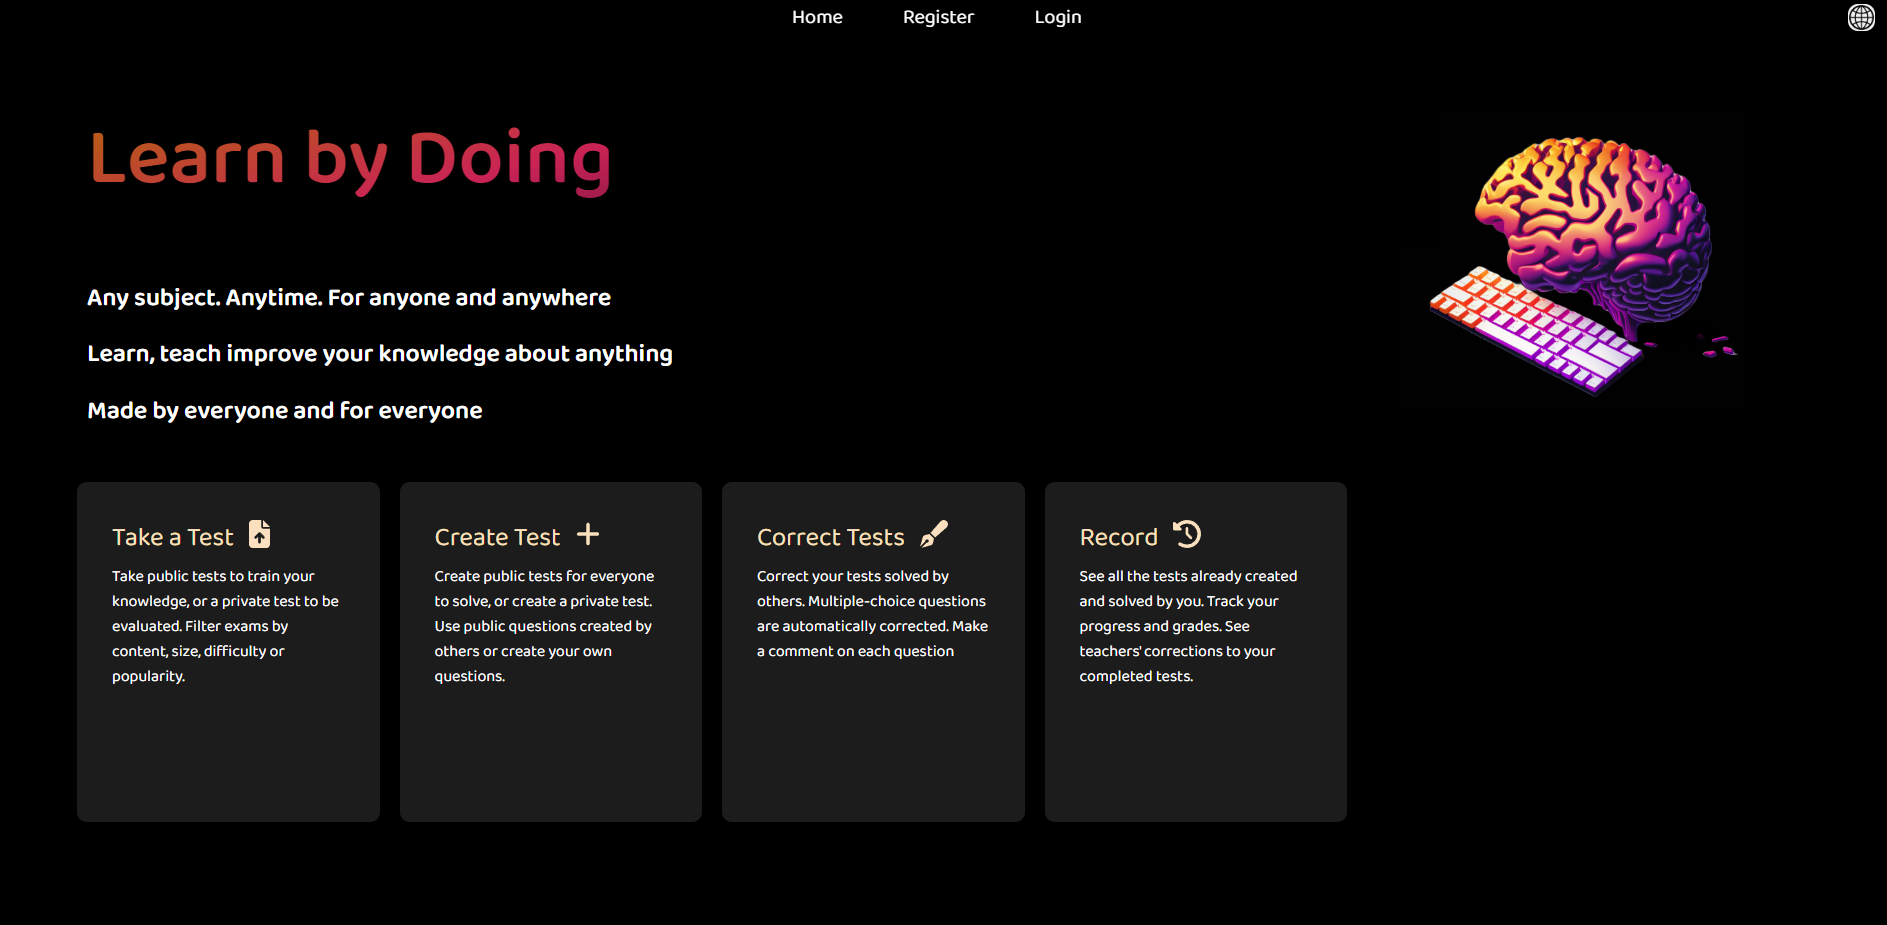 Home Register Login
Learn by Doing
Any subject. Anytime. For anyone and anywhere
Learn, teach improve your knowledge about anything
Made by everyone and for everyone
Take a Test
Take public tests to train your
knowledge, or a private test to be
evaluated. Filter exams by
content, size, difficulty or
popularity.
Create Test
Create public tests for everyone
to solve, or create a private test.
Use public questions created by
others or create your own
questions.
Correct Tests
Correct your tests solved by
others. Multiple-choice questions
are automatically corrected. Make
a comment on each question
Record
See all the tests already created
and solved by you. Track your
progress and grades. See
teachers' corrections to your
completed tests.